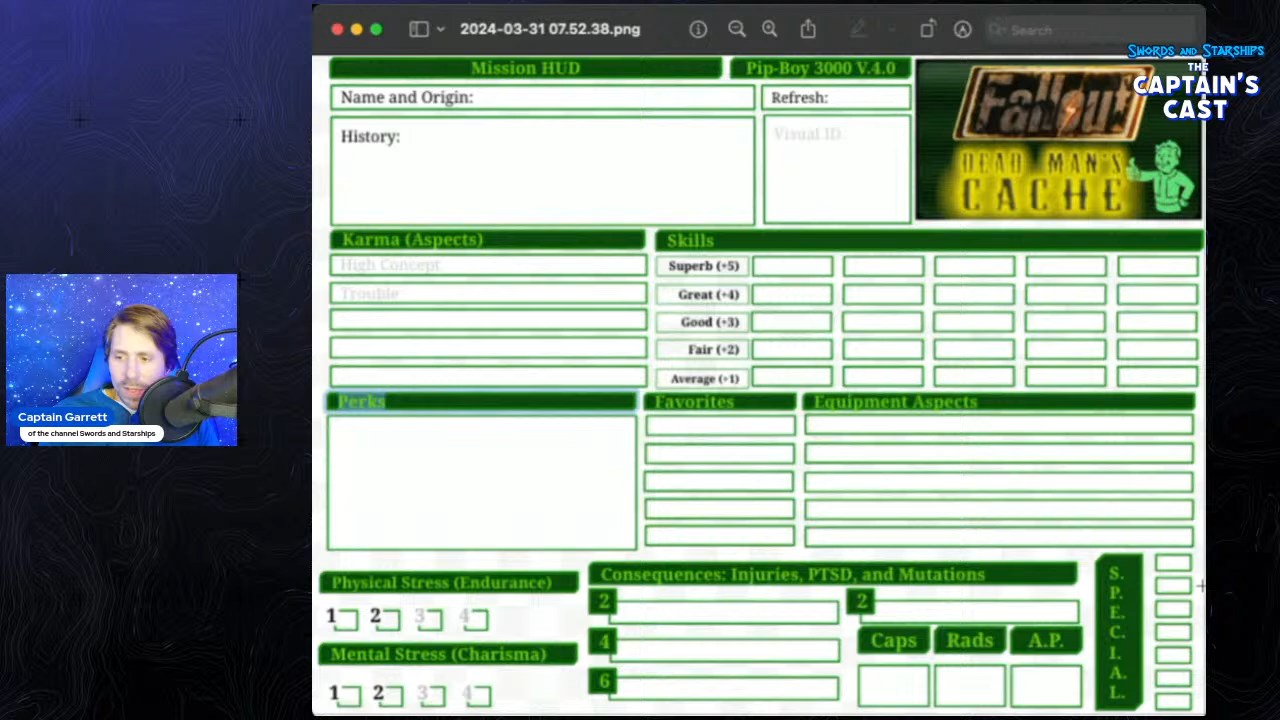 2024-03-31 07.52.38.png
Search
SWORDS AND STARSHIPS
THE
CAPTAIN'S
CAST
Mission HUD
Pip-Boy 3000 V.4.0
Name and Origin:
Refresh:
Fallout
DEAD MAN'S
CACHE
History:
Visual ID
Karma (Aspects)
Skills
High Concept
Superb (+5)
Trouble
Great (+4)
Good (+3)
Fair (+2)
Average (+1)
Perks
Favorites
Equipment Aspects
Captain Garrett
of the channel Swords and Starships
Physical Stress (Endurance)
1 2 3 4
Mental Stress (Charisma)
1 2 3 4
Consequences: Injuries, PTSD, and Mutations
2
2
4
6
Caps
Rads
A.P.
S.
P.
E.
C.
I.
A.
L.